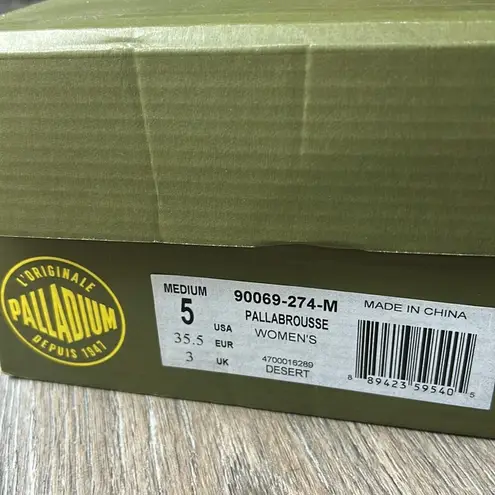 L'ORIGINALE
PALLADIUM
DEPUIS 1947
MEDIUM
5 USA
35.5 EUR
3 UK
90069-274-M
PALLABROUSSE
WOMEN'S
4700016289
DESERT
MADE IN CHINA
8 89423 59540 5